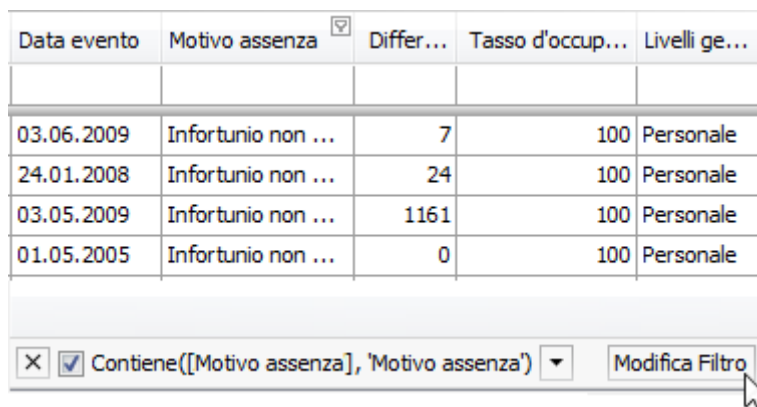 Data evento Motivo assenza Differ... Tasso d'occup... Livelli ge...
03.06.2009 Infortunio non ... 7 100 Personale
24.01.2008 Infortunio non ... 24 100 Personale
03.05.2009 Infortunio non ... 1161 100 Personale
01.05.2005 Infortunio non ... 0 100 Personale
Contiene([Motivo assenza], 'Motivo assenza') Modifica Filtro